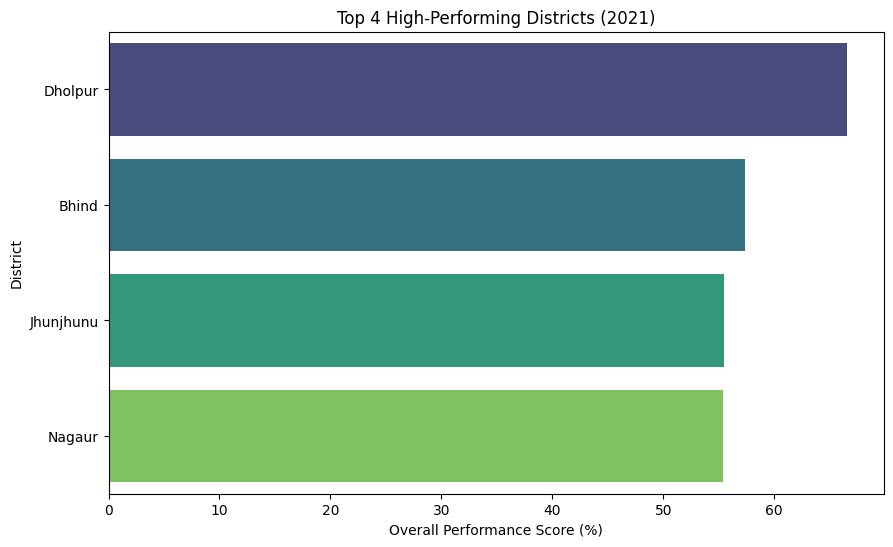 Top 4 High-Performing Districts (2021)
District
Dholpur
Bhind
Jhunjhunu
Nagaur
0 10 20 30 40 50 60
Overall Performance Score (%)